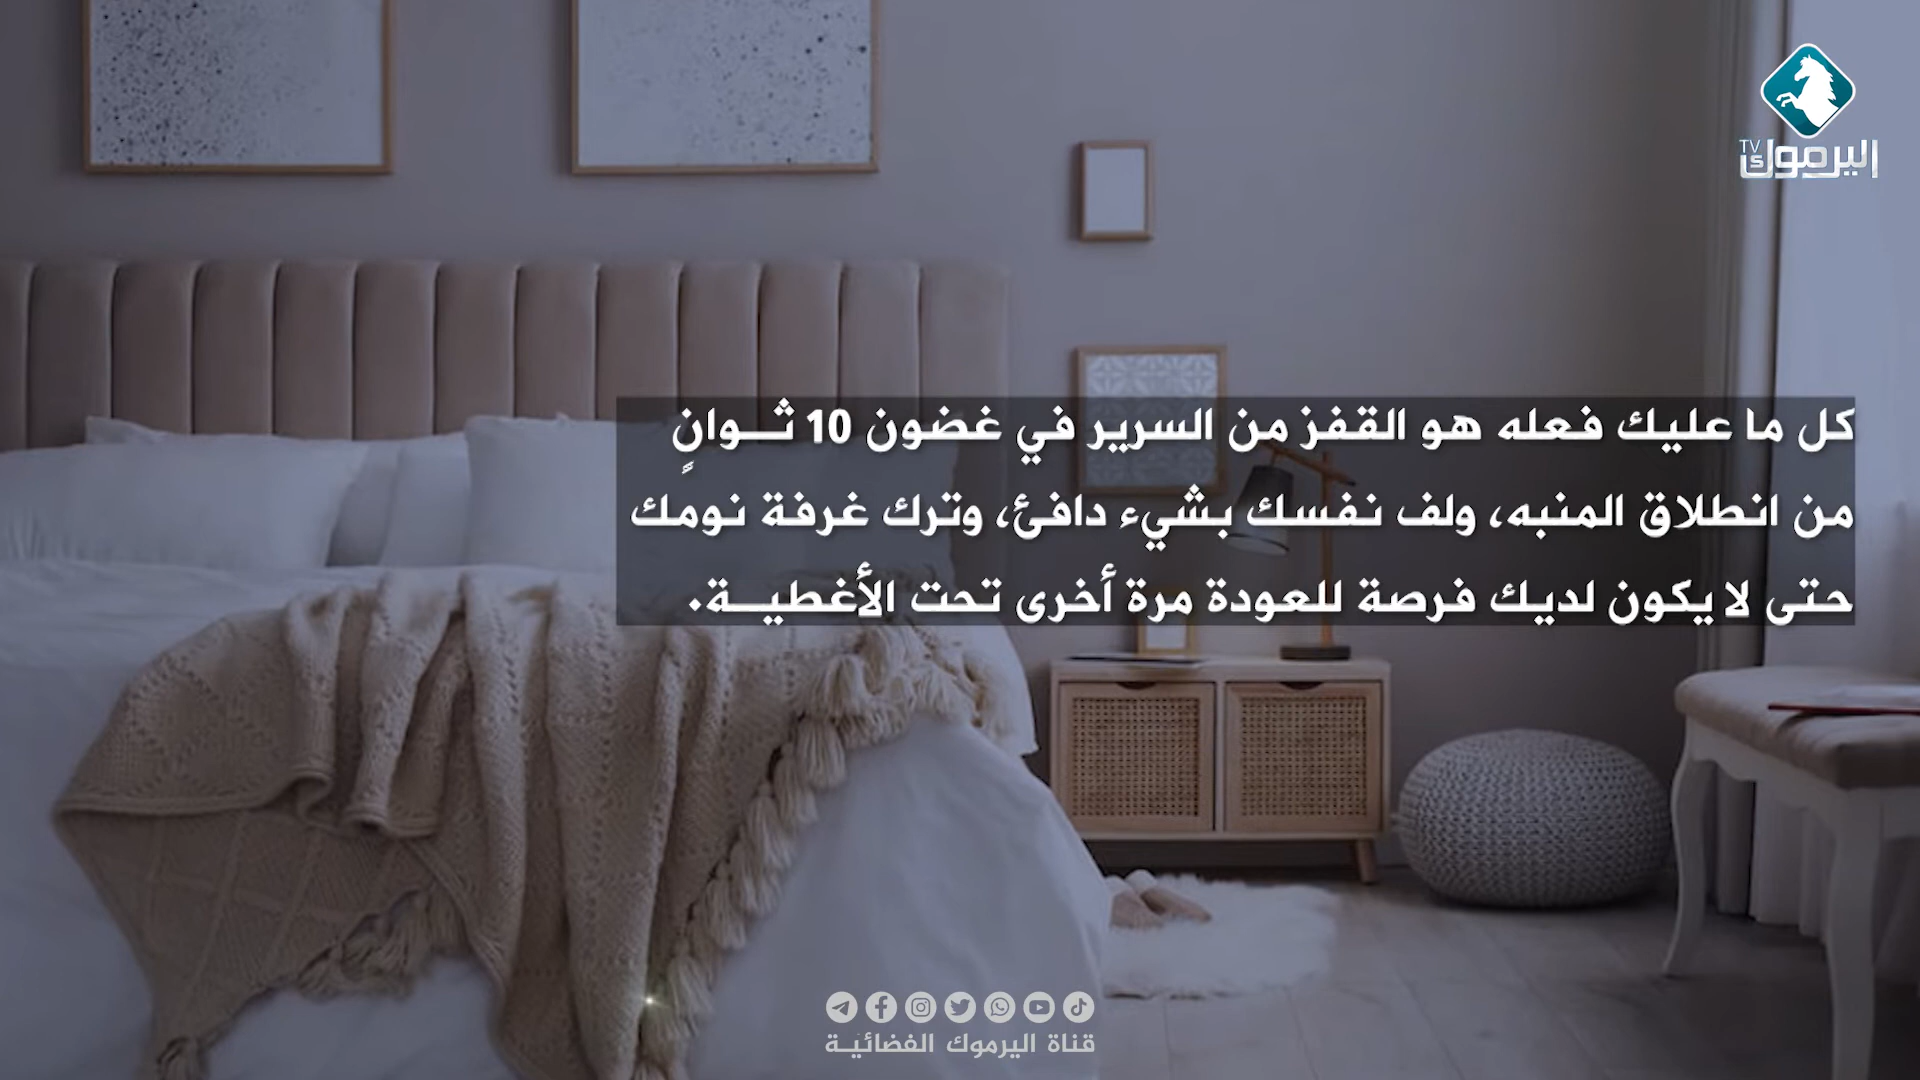 اليرموك TV
كل ما عليك فعله هو القفز من السرير في غضون 10 ثـــوانٍ
من انطلاق المنبه، ولف نفسك بشيء دافئ، وترك غرفة نومك
حتى لا يكون لديك فرصة للعودة مرة أخرى تحت الأغطيـــة.
قناة اليرموك الفضائيـة